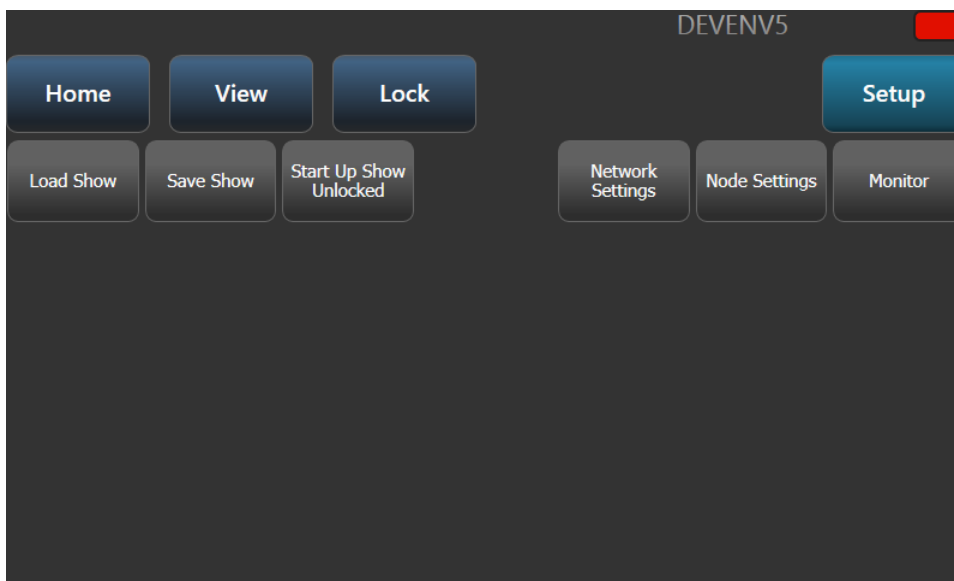 DEVENV5
Home View Lock Setup
Load Show Save Show Start Up Show
Unlocked Network
Settings Node Settings Monitor